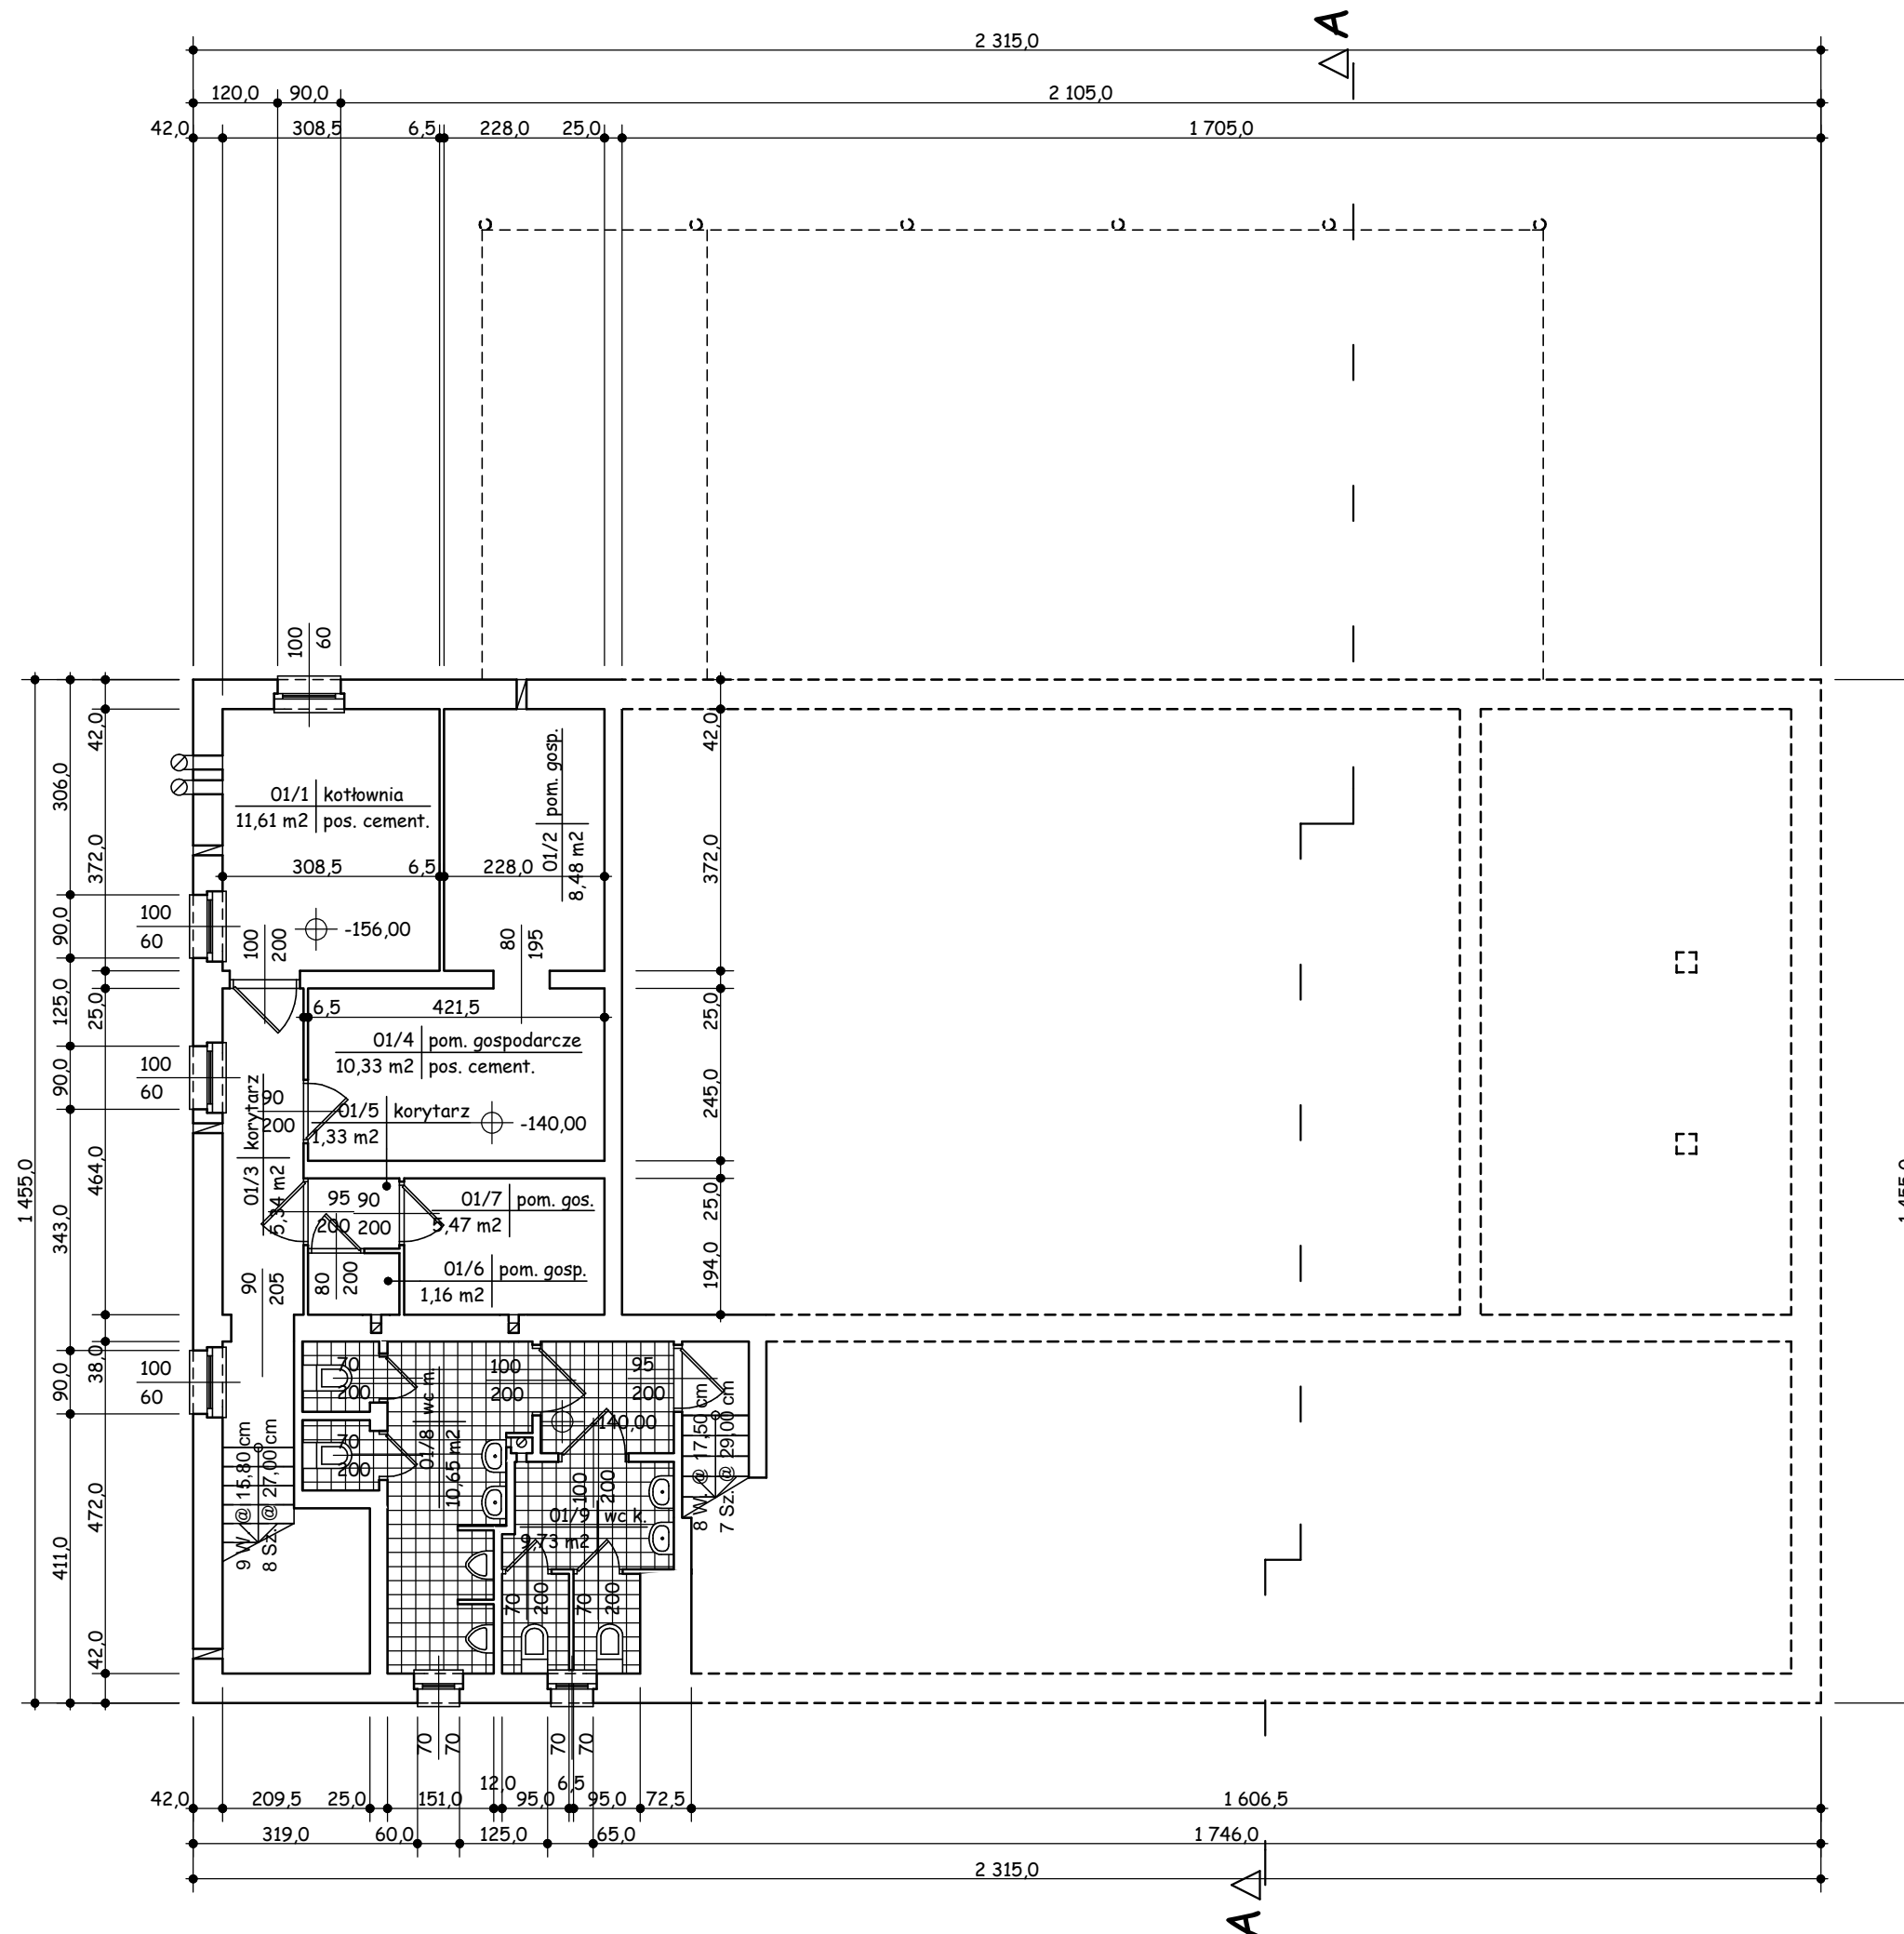 A
2 315,0
120,0 90,0 2 105,0
42,0 308,5 6,5 228,0 25,0 1 705,0
100
60
42,0
306,0
372,0
90,0
125,0
25,0
90,0
464,0
1 455,0
343,0
38,0
90,0
472,0
411,0
42,0
42,0
372,0
25,0
245,0
25,0
194,0
1 455,0
01/1 kotłownia
11,61 m2 pos. cement.
01/2 pom. gosp.
8,48 m2
308,5 6,5 228,0
100
60
-156,00
100
200
80
195
6,5 421,5
01/4 pom. gospodarcze
10,33 m2 pos. cement.
100
60
01/3 korytarz
5,34 m2
90
200
01/5 korytarz
1,33 m2
-140,00
95
200
90
200
01/7 pom. gos.
5,47 m2
01/6 pom. gosp.
1,16 m2
80
200
90
205
100
60
70
200
70
200
01/8 wc m.
10,65 m2
100
200
95
200
-140,00
100
200
01/9 wc k.
9,73 m2
9 W. @ 15,80 cm
8 Sz. @ 27,00 cm
8 W. @ 17,50 cm
7 Sz. @ 29,00 cm
70
200
70
200
70
70
70
70
42,0 209,5 25,0 151,0 12,0 95,0 6,5 95,0 72,5 1 606,5
319,0 60,0 125,0 65,0 1 746,0
2 315,0
A